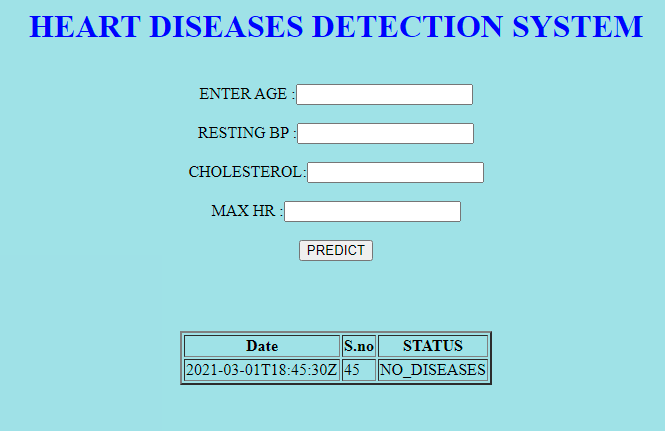 HEART DISEASES DETECTION SYSTEM
ENTER AGE :
RESTING BP :
CHOLESTEROL:
MAX HR :
PREDICT
Date S.no STATUS
2021-03-01T18:45:30Z 45 NO_DISEASES